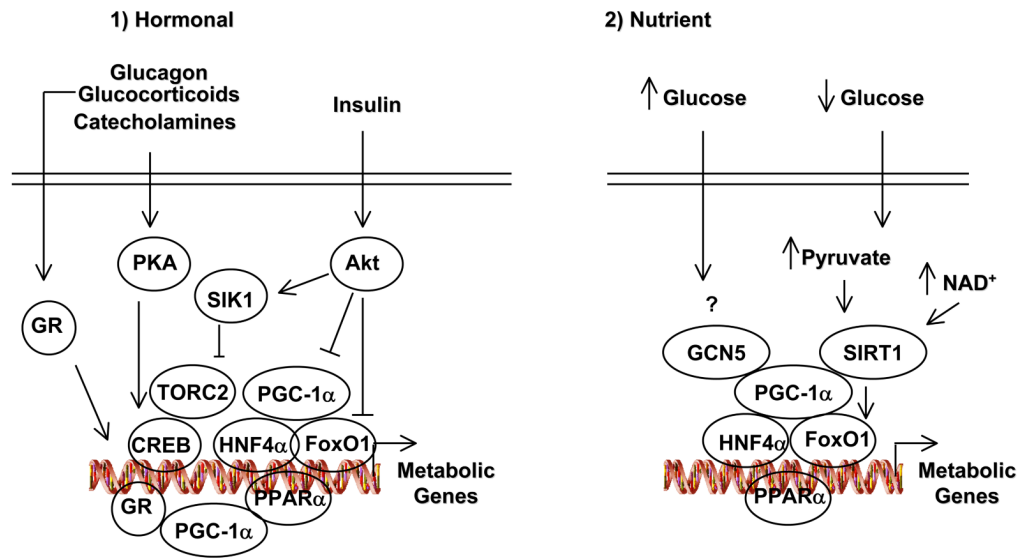 1) Hormonal
Glucagon
Glucocorticoids
Catecholamines
Insulin
PKA
Akt
SIK1
GR
TORC2
PGC-1α
CREB
HNF4α
FoxO1
Metabolic
Genes
GR
PPARα
PGC-1α
2) Nutrient
Glucose
Glucose
Pyruvate
NAD+
?
GCN5
SIRT1
PGC-1α
HNF4α
FoxO1
Metabolic
Genes
PPARα